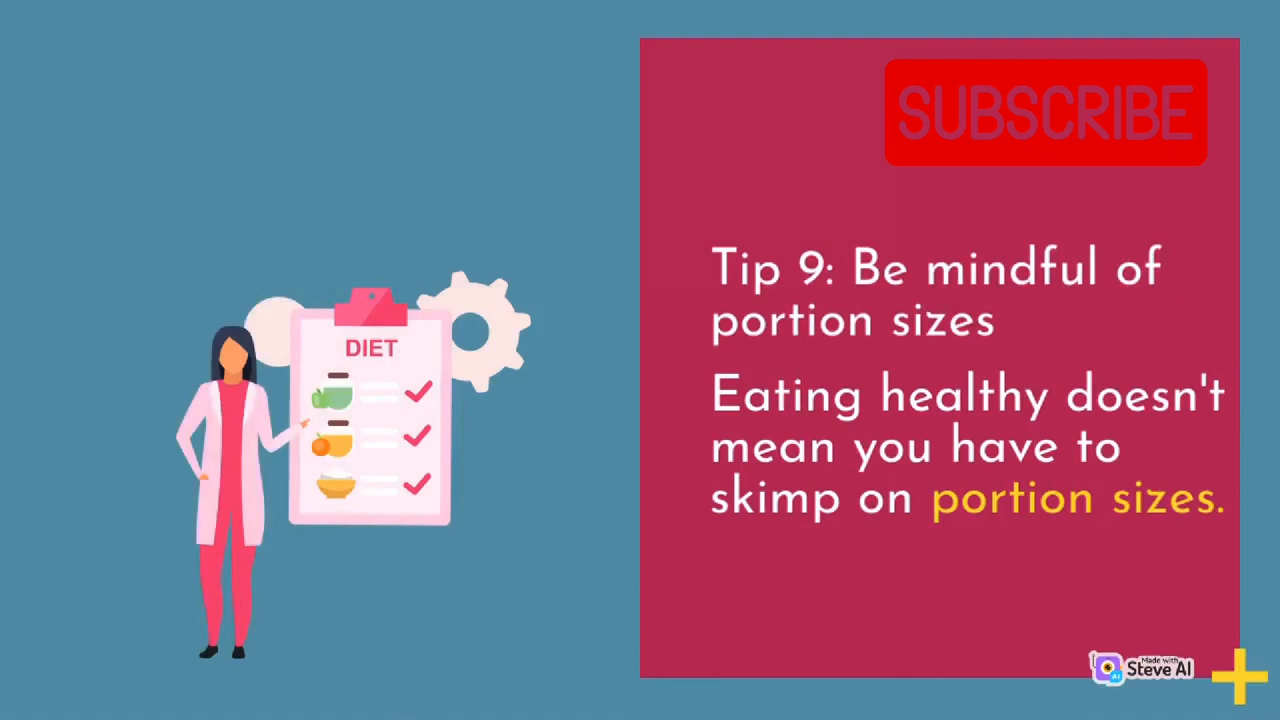 SUBSCRIBE
Tip 9: Be mindful of
portion sizes
Eating healthy doesn't
mean you have to
skimp on portion sizes.
DIET
Made with
Steve AI
AI